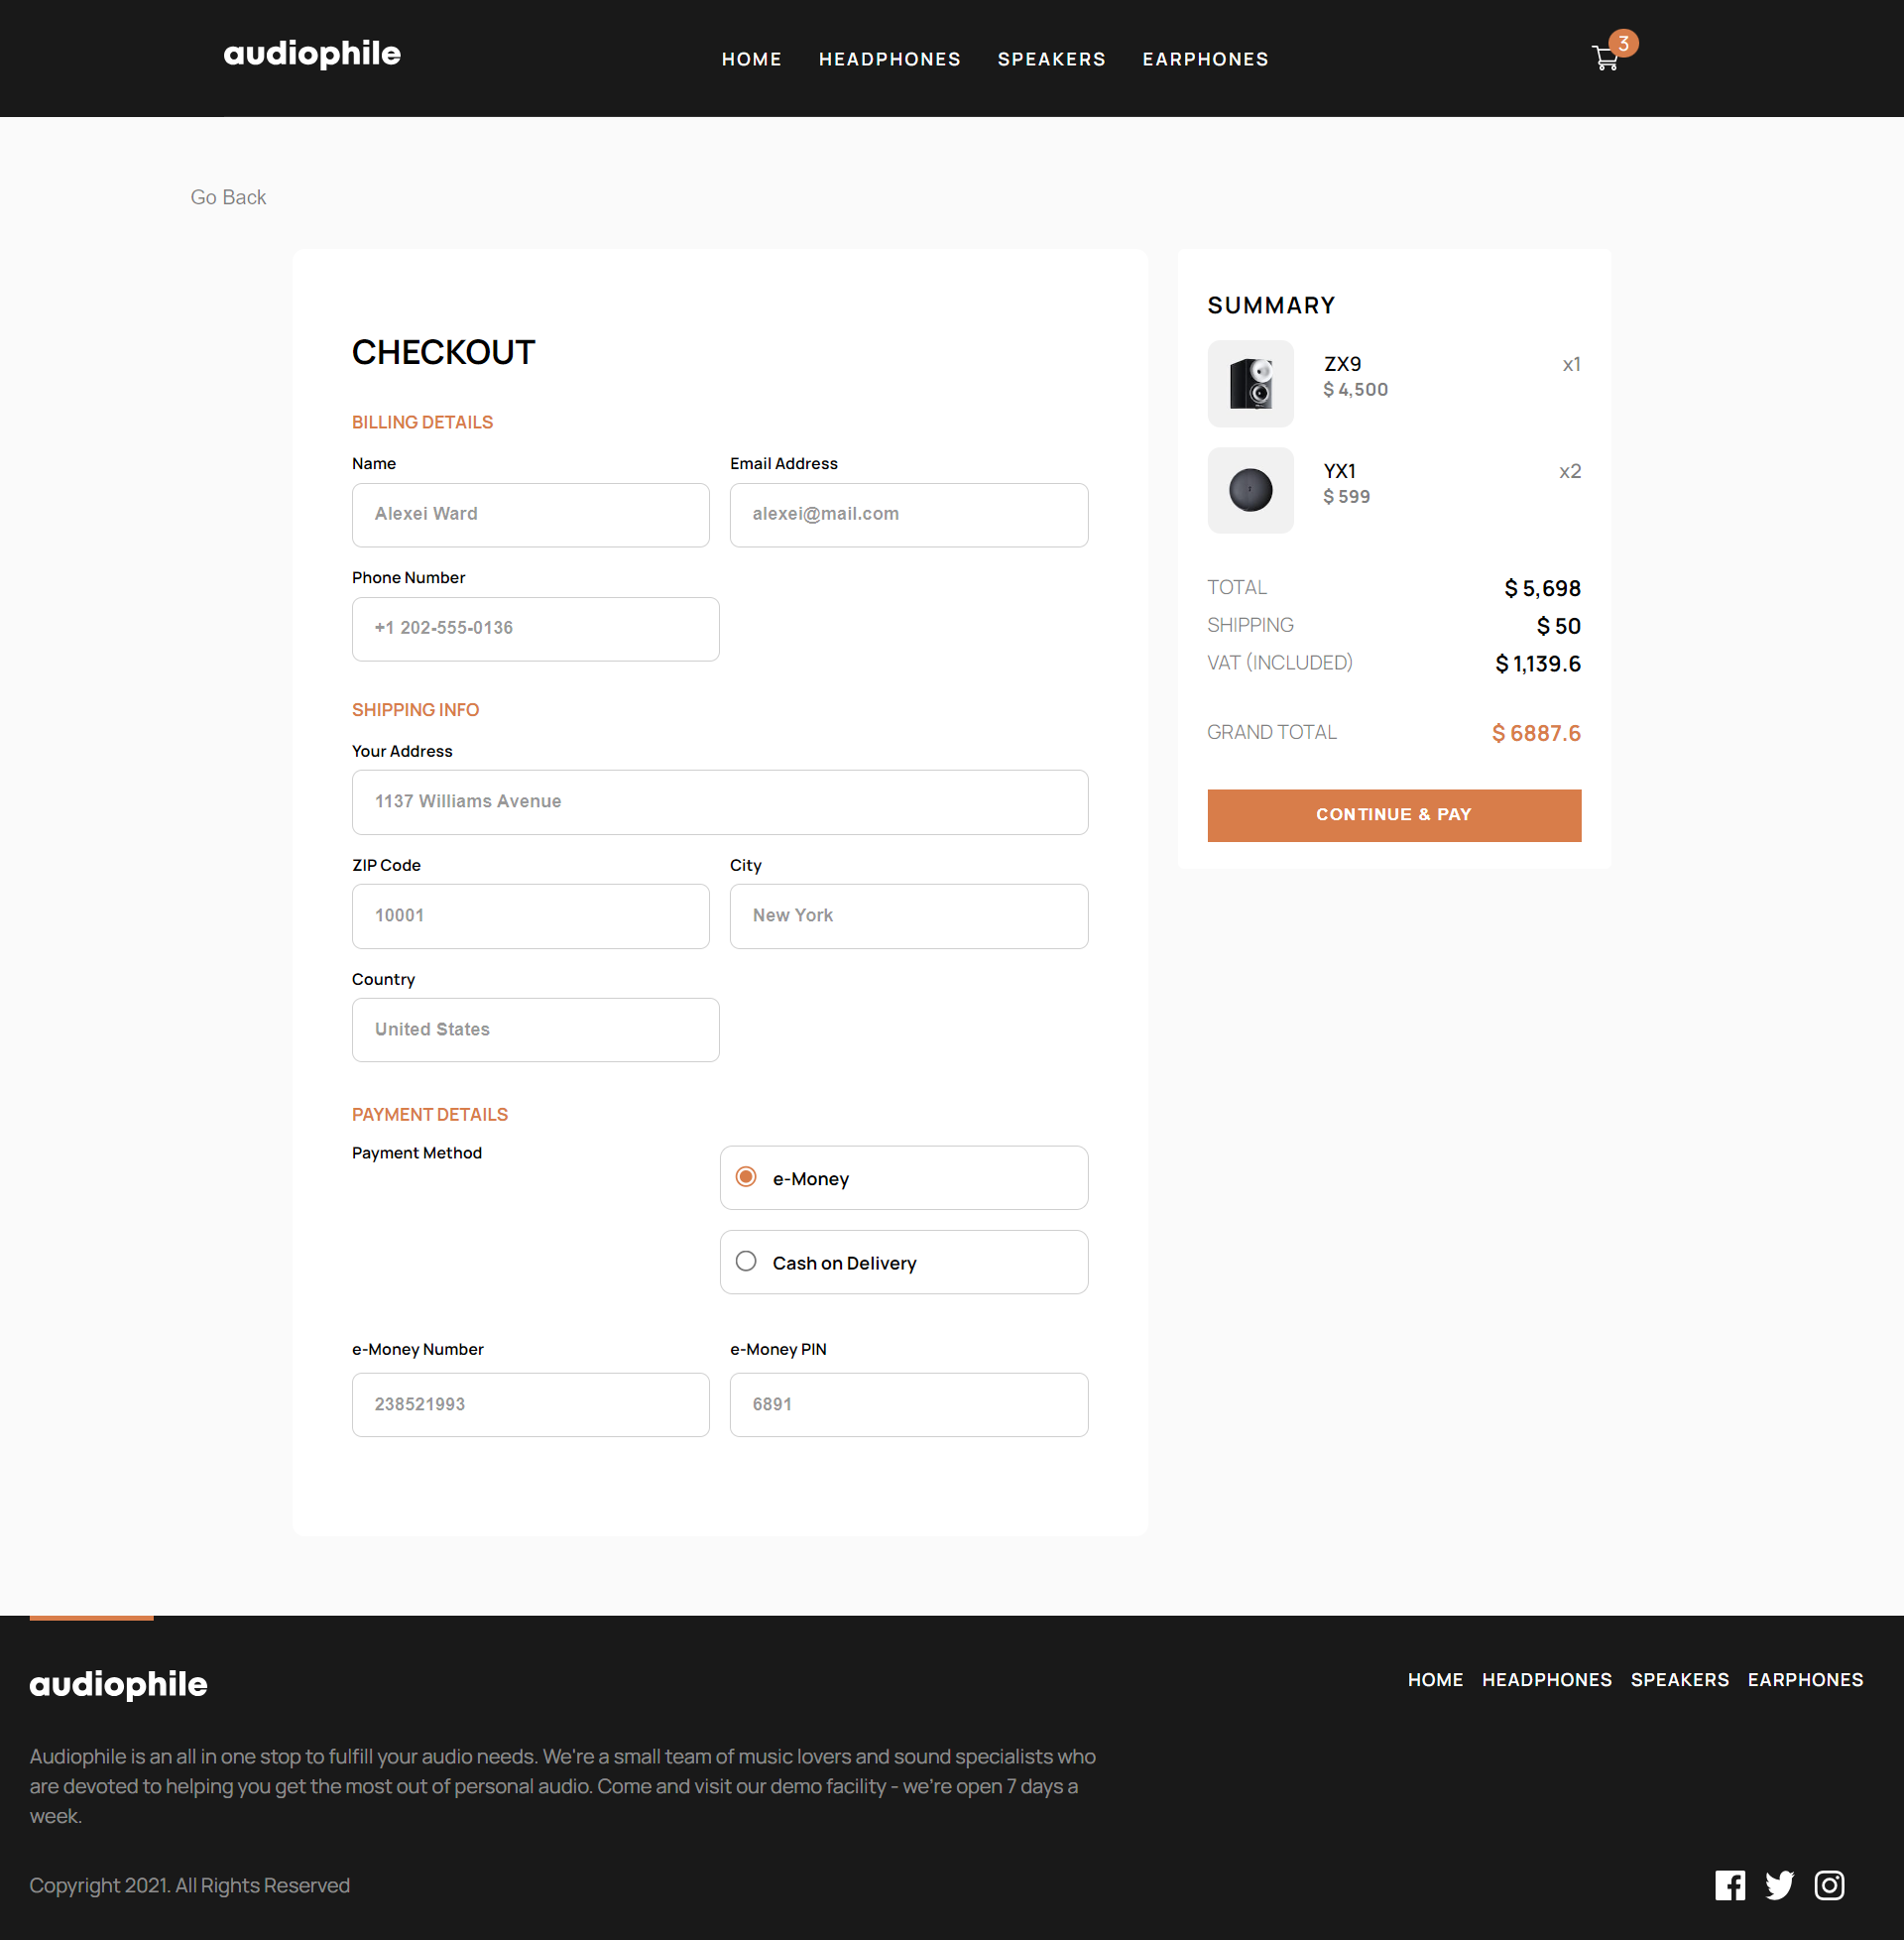 audiophile
HOME HEADPHONES SPEAKERS EARPHONES
3
Go Back
CHECKOUT
BILLING DETAILS
Name Email Address
Alexei Ward alexei@mail.com
Phone Number
+1 202-555-0136
SHIPPING INFO
Your Address
1137 Williams Avenue
ZIP Code City
10001 New York
Country
United States
PAYMENT DETAILS
Payment Method
e-Money
Cash on Delivery
e-Money Number e-Money PIN
238521993 6891
SUMMARY
ZX9 x1
$ 4,500
YX1 x2
$ 599
TOTAL $ 5,698
SHIPPING $ 50
VAT (INCLUDED) $ 1,139.6
GRAND TOTAL $ 6887.6
CONTINUE & PAY
audiophile
HOME HEADPHONES SPEAKERS EARPHONES
Audiophile is an all in one stop to fulfill your audio needs. We're a small team of music lovers and sound specialists who
are devoted to helping you get the most out of personal audio. Come and visit our demo facility - we're open 7 days a
week.
Copyright 2021. All Rights Reserved